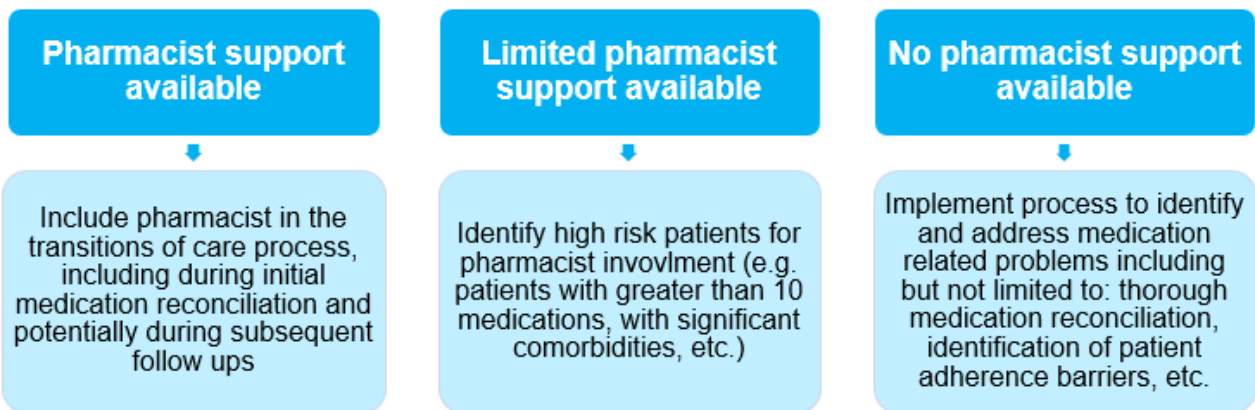 Pharmacist support
available
Limited pharmacist
support available
No pharmacist support
available
Include pharmacist in the
transitions of care process,
including during initial
medication reconciliation and
potentially during subsequent
follow ups
Identify high risk patients for
pharmacist invovlment (e.g.
patients with greater than 10
medications, with significant
comorbidities, etc.)
Implement process to identify
and address medication
related problems including
but not limited to: thorough
medication reconciliation,
identification of patient
adherence barriers, etc.